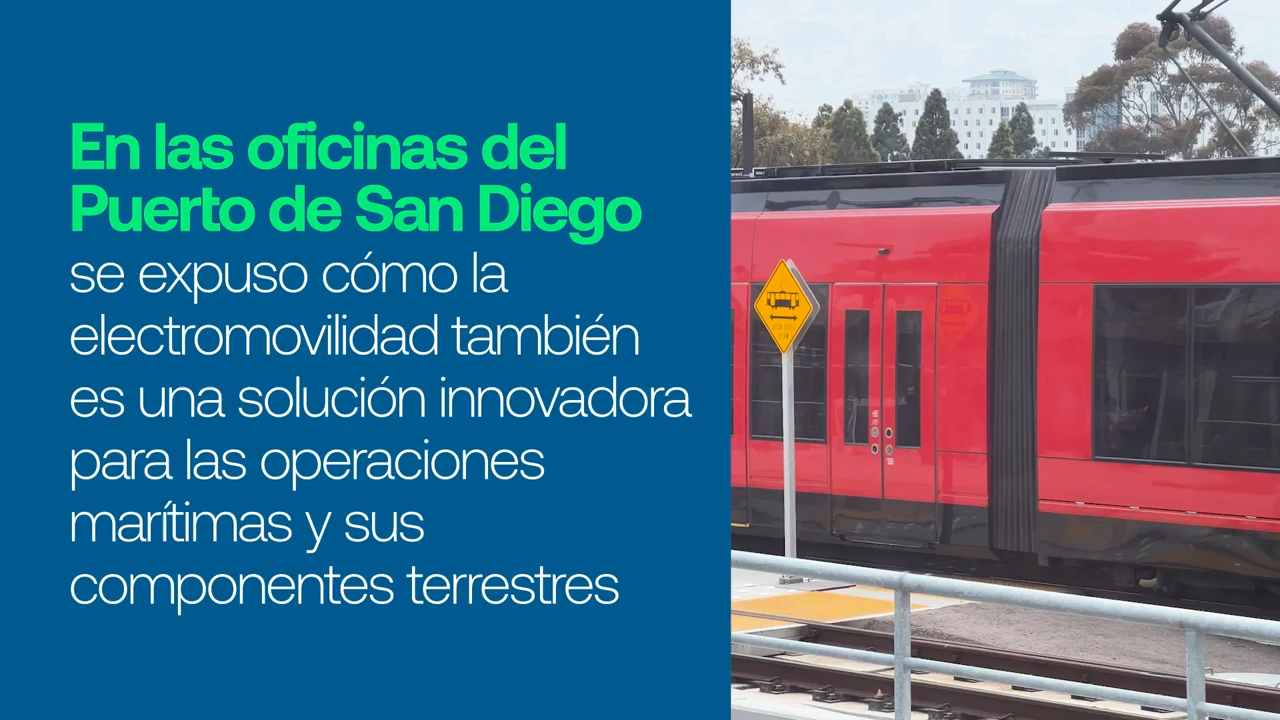 En las oficinas del
Puerto de San Diego
se expuso cómo la
electromovilidad también
es una solución innovadora
para las operaciones
marítimas y sus
componentes terrestres